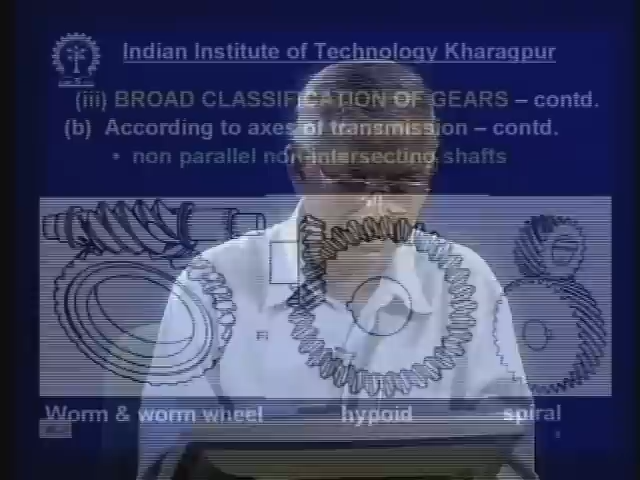 Indian Institute of Technology Kharagpur
(iii) BROAD CLASSIFICATION OF GEARS – contd.
(b) According to axes of transmission – contd.
• non parallel non-intersecting shafts
Worm & worm wheel hypoid spiral